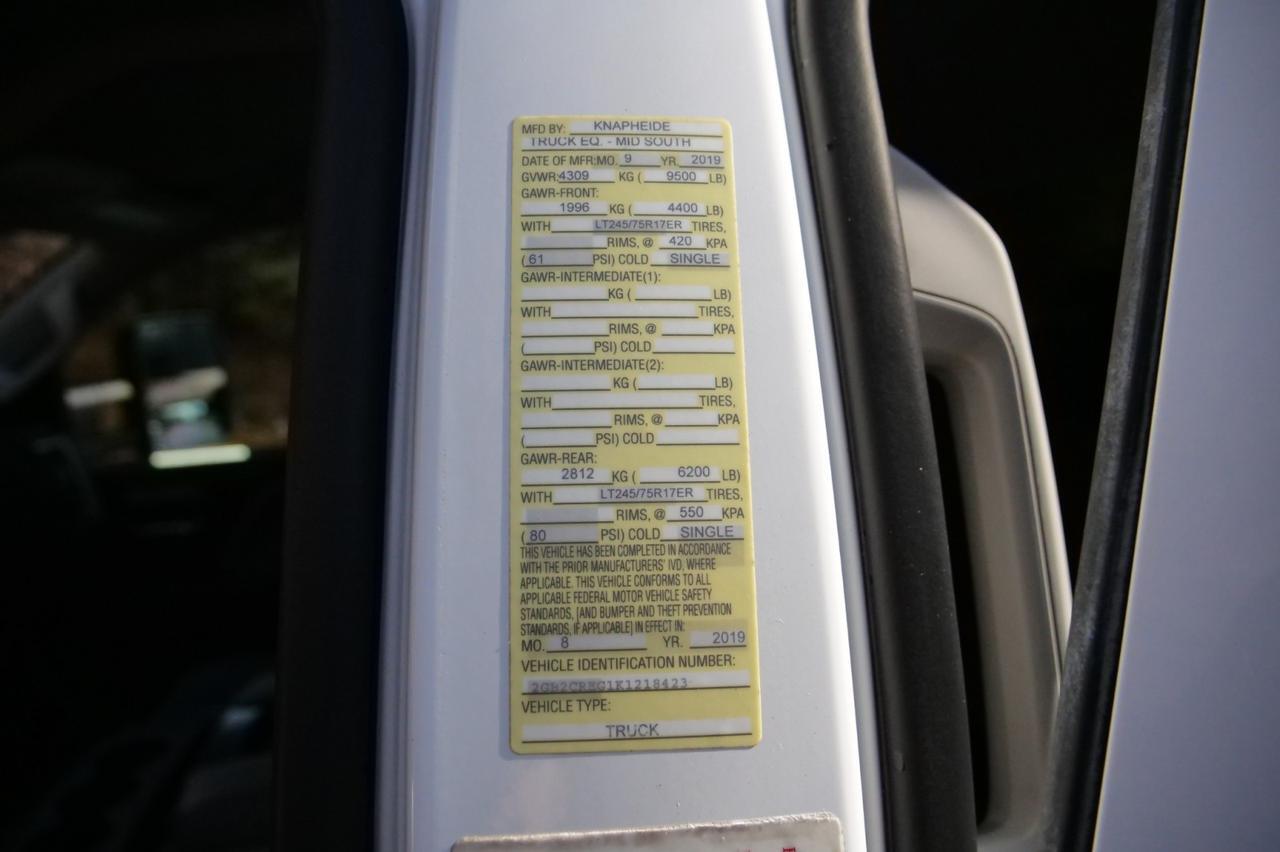 MFD BY: KNAPHEIDE
TRUCK EQ. - MID SOUTH
DATE OF MFR:MO. 9 YR. 2019
GVWR:4309 KG ( 9500 LB)
GAWR-FRONT:
1996 KG ( 4400 LB)
WITH LT245/75R17ER TIRES,
RIMS, @ 420 KPA
(61 PSI) COLD SINGLE
GAWR-INTERMEDIATE(1):
KG ( LB)
WITH TIRES,
RIMS, @ KPA
( PSI) COLD
GAWR-INTERMEDIATE(2):
KG ( LB)
WITH TIRES,
RIMS, @ KPA
( PSI) COLD
GAWR-REAR:
2812 KG ( 6200 LB)
WITH LT245/75R17ER TIRES,
RIMS, @ 550 KPA
(80 PSI) COLD SINGLE
THIS VEHICLE HAS BEEN COMPLETED IN ACCORDANCE
WITH THE PRIOR MANUFACTURERS' IVD, WHERE
APPLICABLE. THIS VEHICLE CONFORMS TO ALL
APPLICABLE FEDERAL MOTOR VEHICLE SAFETY
STANDARDS, [AND BUMPER AND THEFT PREVENTION
STANDARDS, IF APPLICABLE] IN EFFECT IN:
MO. 8 YR. 2019
VEHICLE IDENTIFICATION NUMBER:
VEHICLE TYPE:
TRUCK